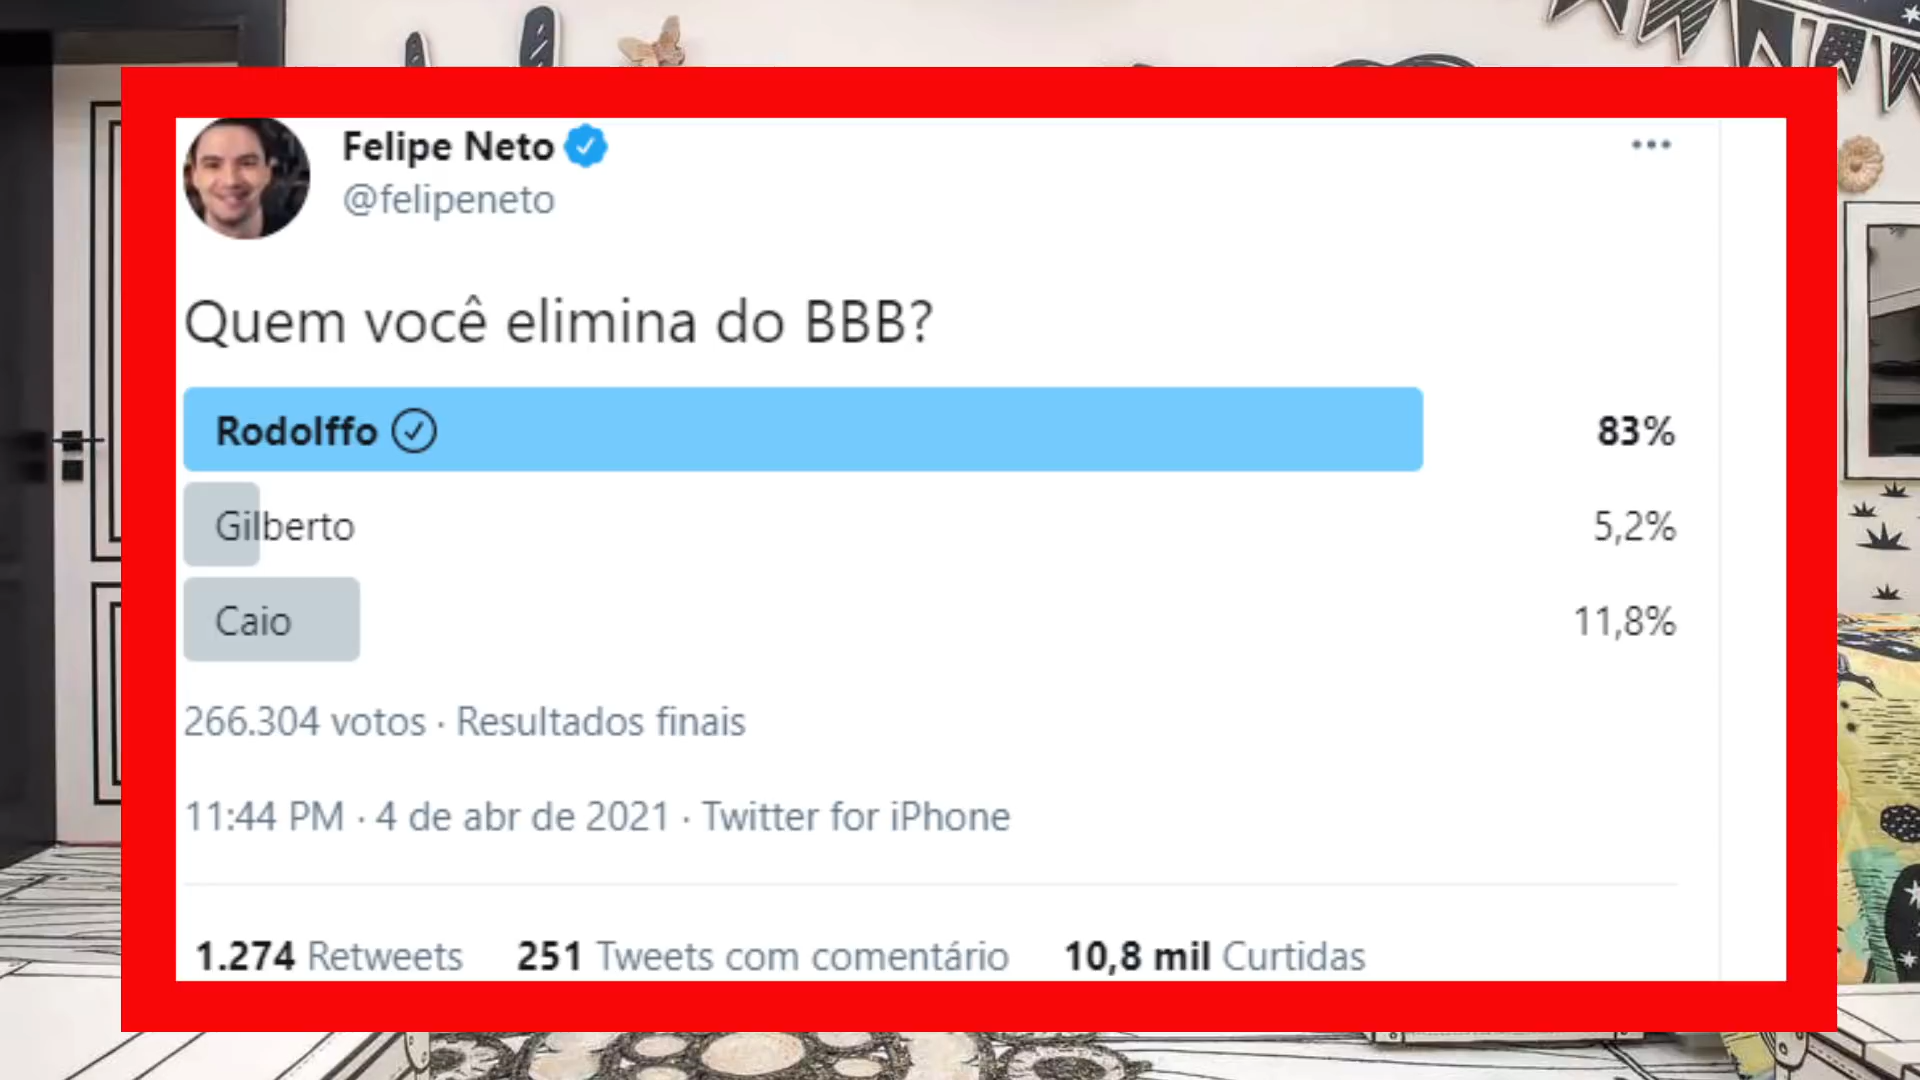 Felipe Neto
@felipeneto
Quem você elimina do BBB?
Rodolffo 83%
Gilberto 5,2%
Caio 11,8%
266.304 votos · Resultados finais
11:44 PM · 4 de abr de 2021 · Twitter for iPhone
1.274 Retweets 251 Tweets com comentário 10,8 mil Curtidas